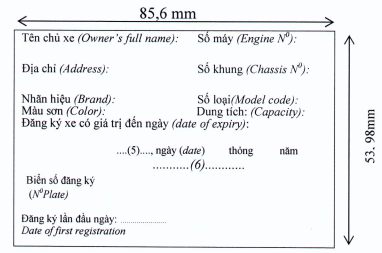 85,6 mm
Tên chủ xe (Owner's full name): Số máy (Engine N⁰):
Địa chỉ (Address): Số khung (Chassis N⁰):
Nhãn hiệu (Brand): Số loại(Model code):
Màu sơn (Color): Dung tích: (Capacity):
Đăng ký xe có giá trị đến ngày (date of expiry):
....(5)...., ngày (date) thông năm
...........(6)............
Biển số đăng ký
(N⁰Plate)
Đăng ký lần đầu ngày: ......................
Date of first registration
53. 98mm